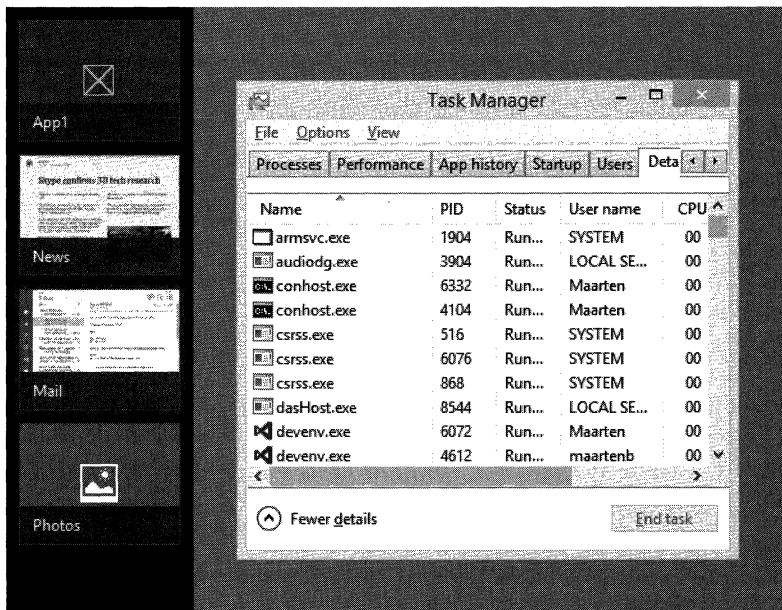 App1
Skype confirms 3D tech research
News
Mail
Photos
Task Manager
File Options View
Processes Performance App history Startup Users Deta
Name PID Status User name CPU
armsvc.exe 1904 Run... SYSTEM 00
audiodg.exe 3904 Run... LOCAL SE... 00
conhost.exe 6332 Run... Maarten 00
conhost.exe 4104 Run... Maarten 00
csrss.exe 516 Run... SYSTEM 00
csrss.exe 6076 Run... SYSTEM 00
csrss.exe 868 Run... SYSTEM 00
dasHost.exe 8544 Run... LOCAL SE... 00
devenv.exe 6072 Run... Maarten 00
devenv.exe 4612 Run... maartenb 00
Fewer details
End task